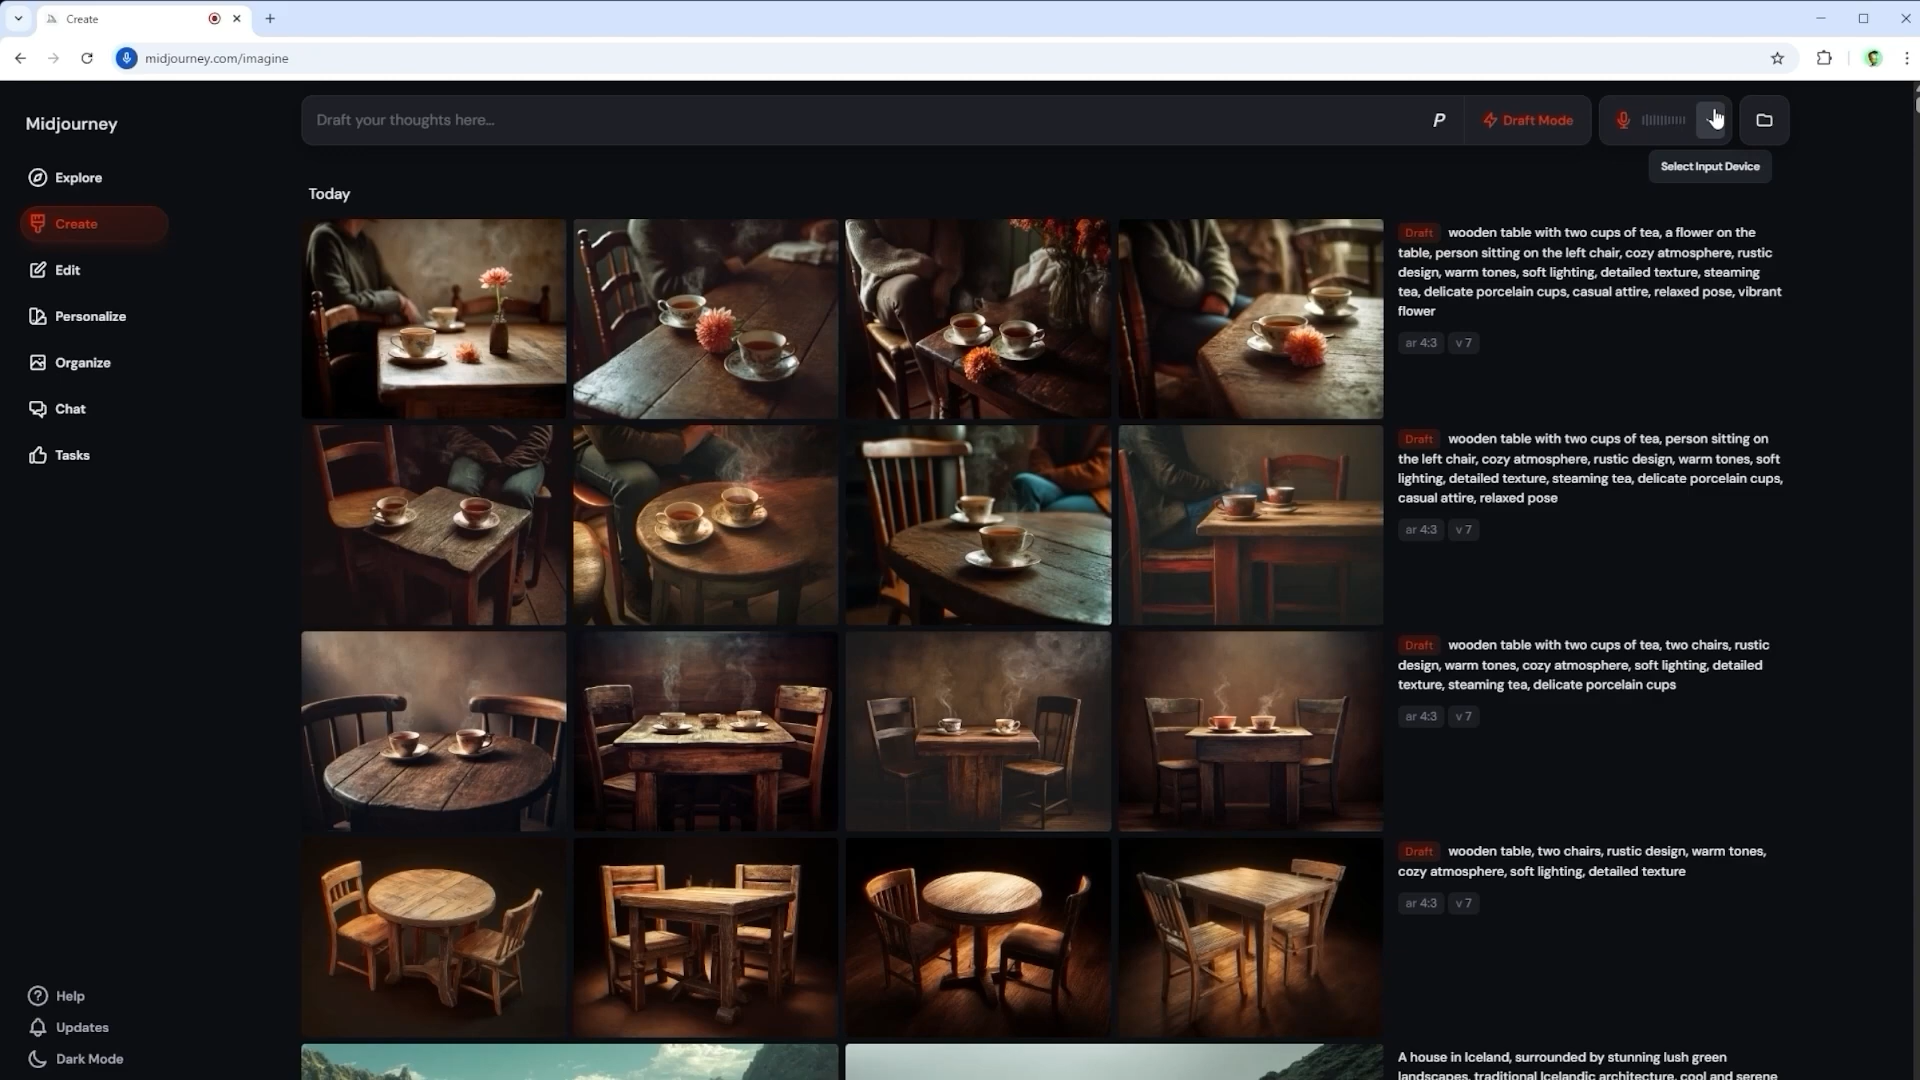 Create
midjourney.com/imagine
Midjourney
Draft your thoughts here...
P
Draft Mode
Select Input Device
Explore
Create
Edit
Personalize
Organize
Chat
Tasks
Help
Updates
Dark Mode
Today
Draft wooden table with two cups of tea, a flower on the
table, person sitting on the left chair, cozy atmosphere, rustic
design, warm tones, soft lighting, detailed texture, steaming
tea, delicate porcelain cups, casual attire, relaxed pose, vibrant
flower
ar 4:3 v 7
Draft wooden table with two cups of tea, person sitting on
the left chair, cozy atmosphere, rustic design, warm tones, soft
lighting, detailed texture, steaming tea, delicate porcelain cups,
casual attire, relaxed pose
ar 4:3 v 7
Draft wooden table with two cups of tea, two chairs, rustic
design, warm tones, cozy atmosphere, soft lighting, detailed
texture, steaming tea, delicate porcelain cups
ar 4:3 v 7
Draft wooden table, two chairs, rustic design, warm tones,
cozy atmosphere, soft lighting, detailed texture
ar 4:3 v 7
A house in Iceland, surrounded by stunning lush green
landscapes, traditional Icelandic architecture, cool and serene